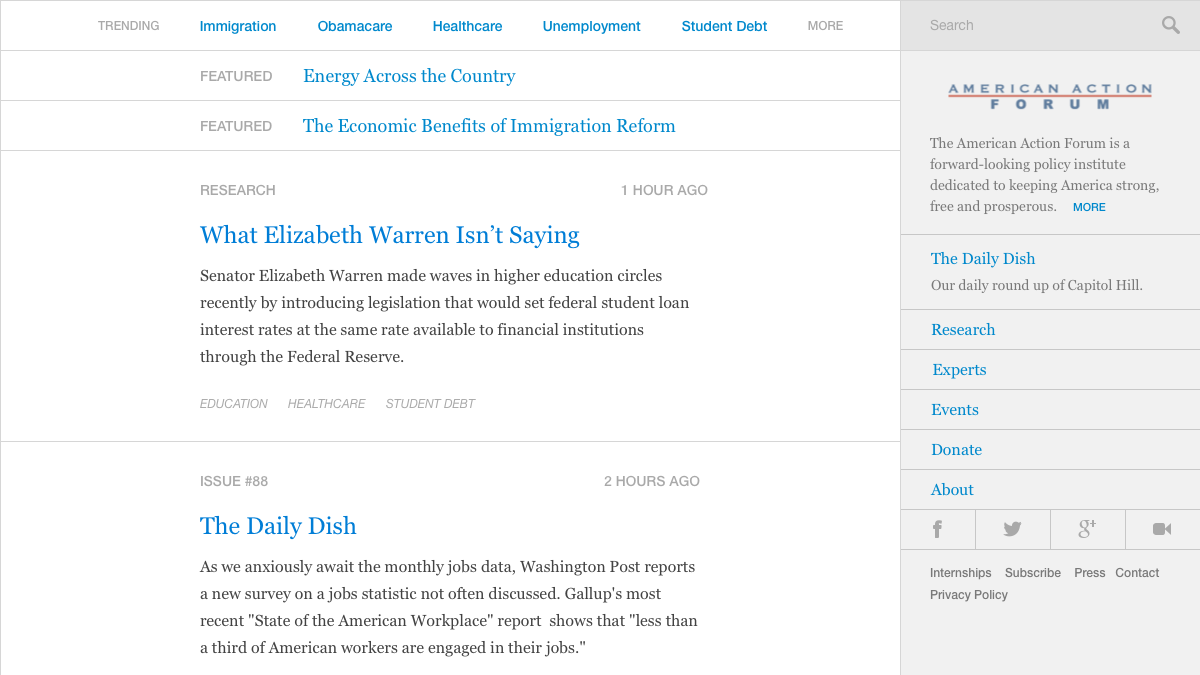 TRENDING Immigration Obamacare Healthcare Unemployment Student Debt MORE
FEATURED Energy Across the Country
FEATURED The Economic Benefits of Immigration Reform
RESEARCH 1 HOUR AGO
What Elizabeth Warren Isn’t Saying
Senator Elizabeth Warren made waves in higher education circles
recently by introducing legislation that would set federal student loan
interest rates at the same rate available to financial institutions
through the Federal Reserve.
EDUCATION HEALTHCARE STUDENT DEBT
ISSUE #88 2 HOURS AGO
The Daily Dish
As we anxiously await the monthly jobs data, Washington Post reports
a new survey on a jobs statistic not often discussed. Gallup's most
recent "State of the American Workplace" report  shows that "less than
a third of American workers are engaged in their jobs."
Search
AMERICAN ACTION
FORUM
The American Action Forum is a
forward-looking policy institute
dedicated to keeping America strong,
free and prosperous. MORE
The Daily Dish
Our daily round up of Capitol Hill.
Research
Experts
Events
Donate
About
f g+
Internships Subscribe Press Contact
Privacy Policy